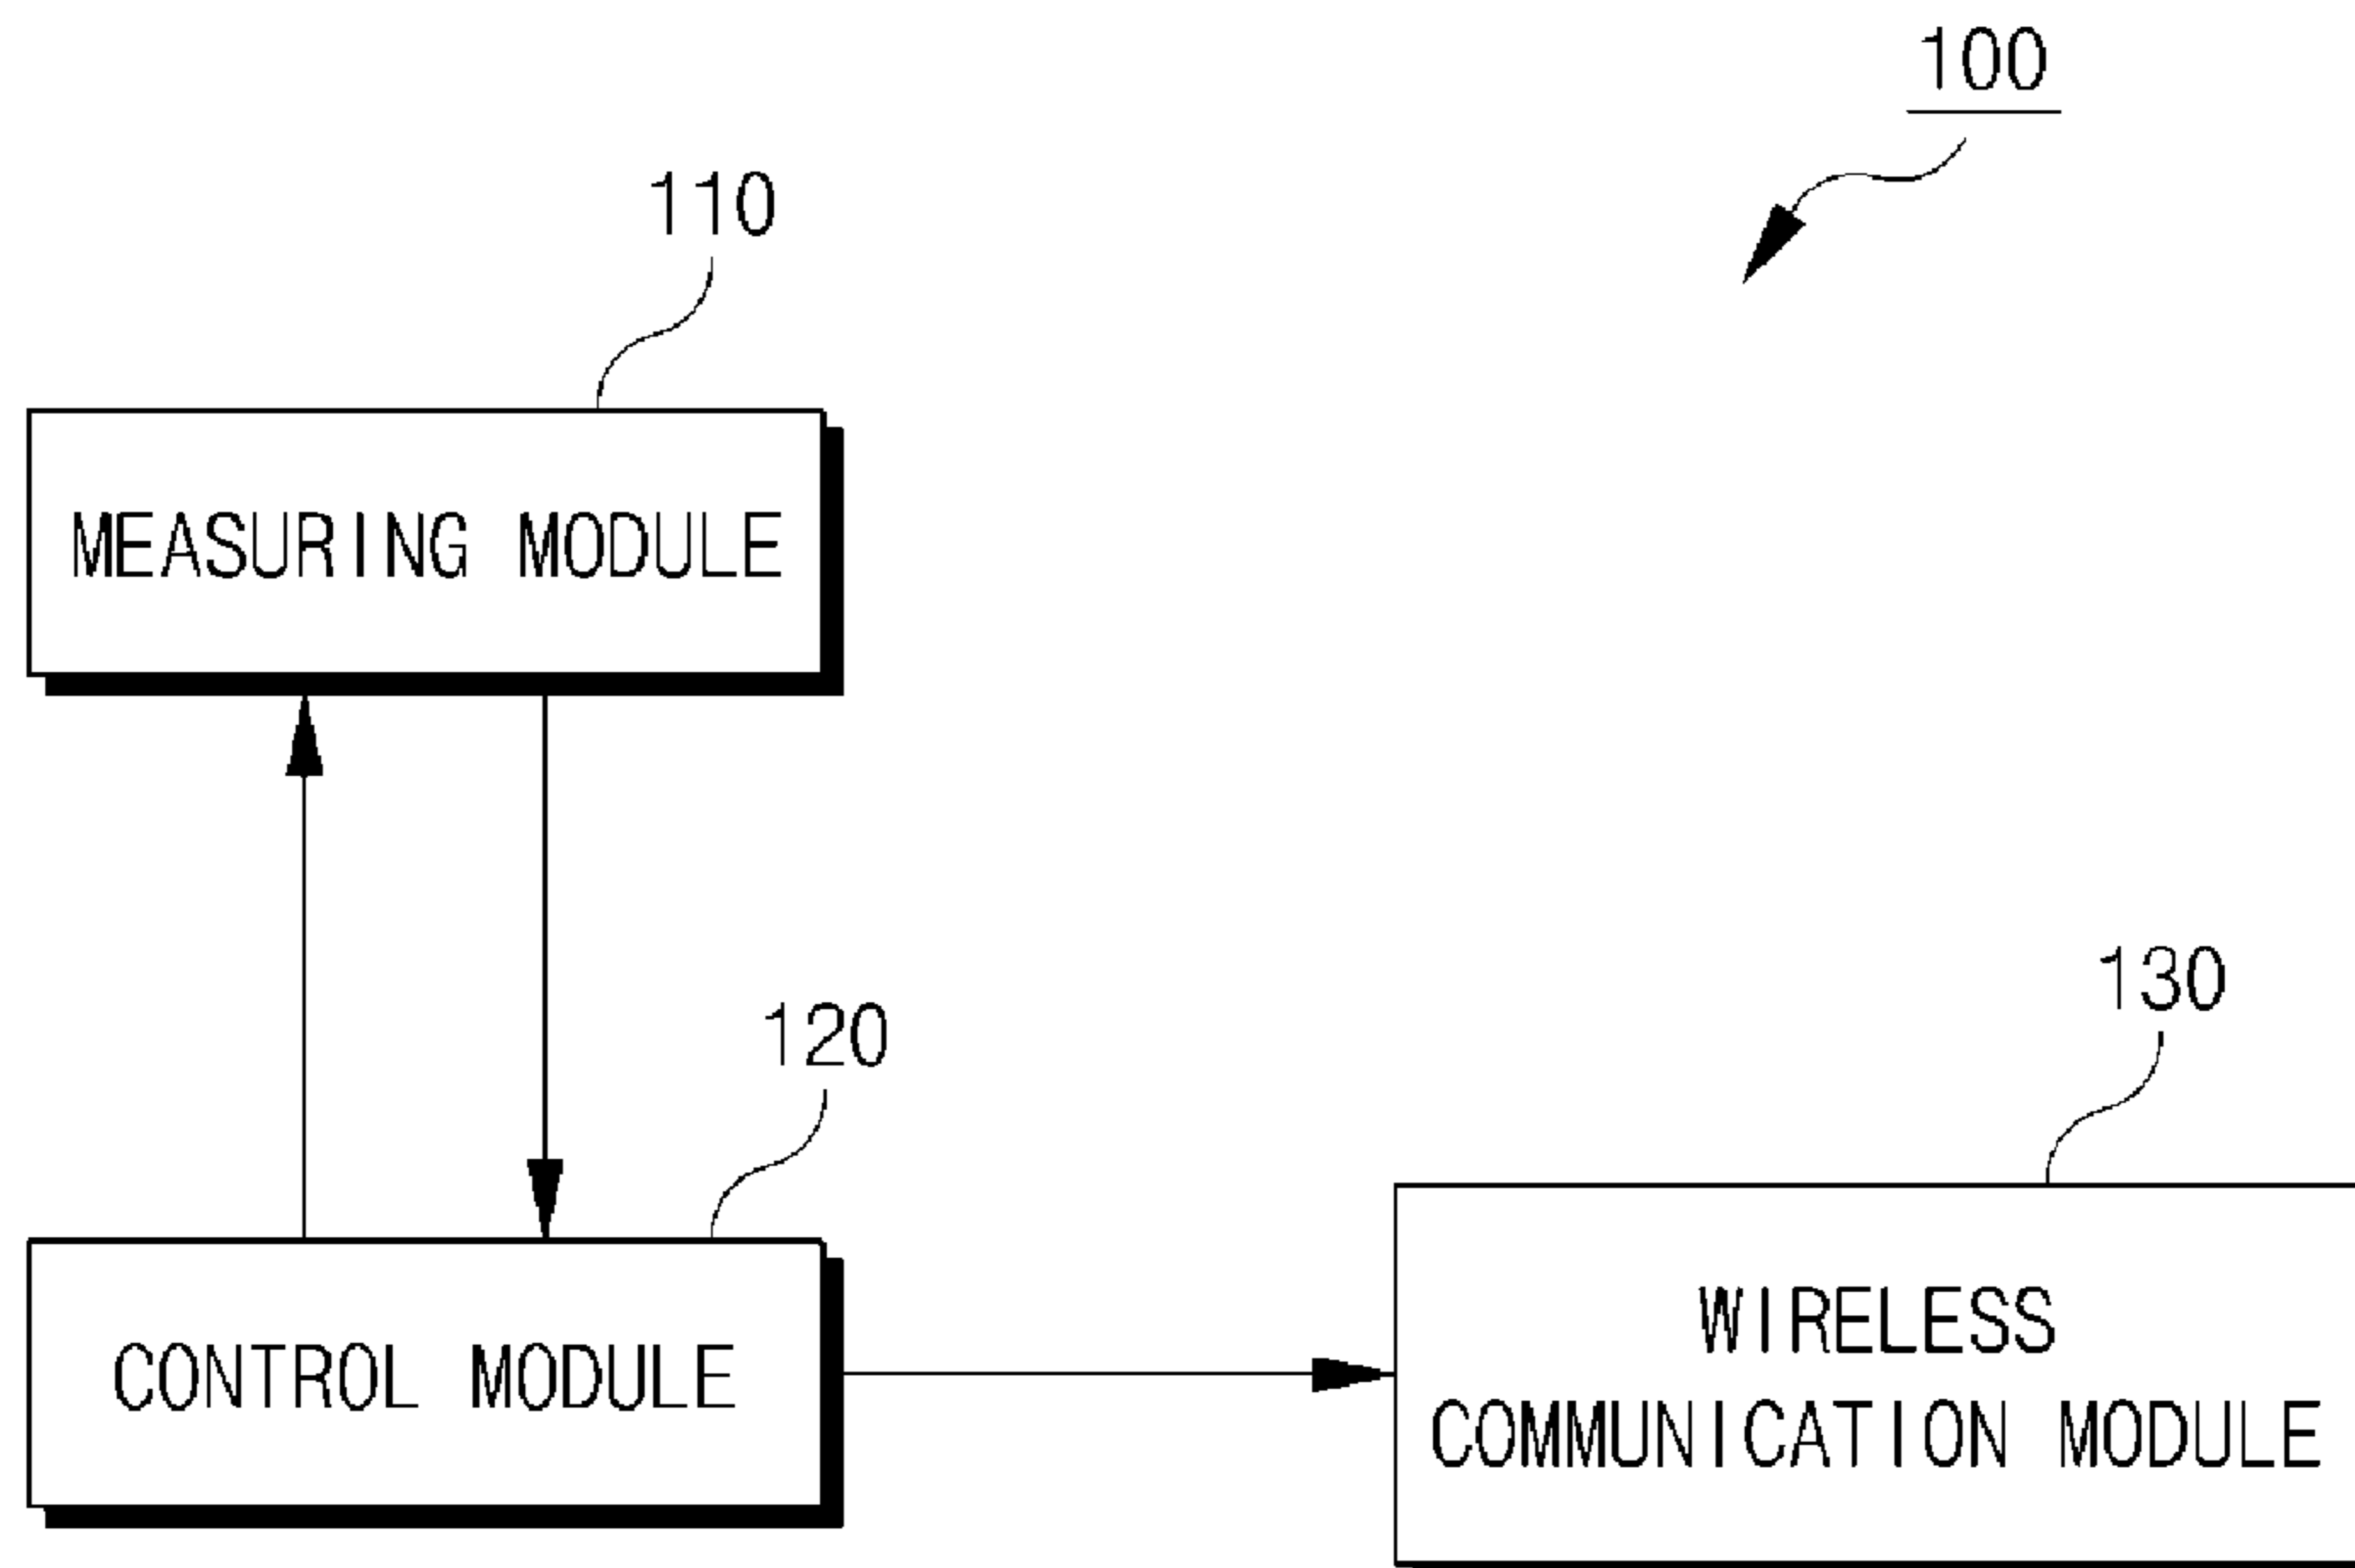 100
110
MEASURING MODULE
120
130
CONTROL MODULE
WIRELESS
COMMUNICATION MODULE